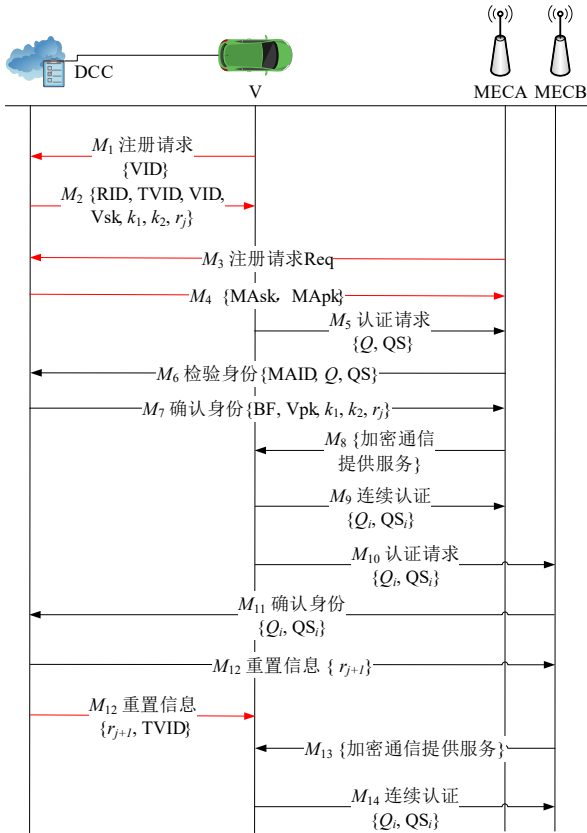 DCC
V
MECA
MECB
M₁ 注册请求
{VID}
M₂ {RID, TVID, VID,
Vsk, k₁, k₂, rⱼ}
M₃ 注册请求Req
M₄ {MAsk, MApk}
M₅ 认证请求
{Q, QS}
M₆ 检验身份{MAID, Q, QS}
M₇ 确认身份{BF, Vpk, k₁, k₂, rⱼ}
M₈ {加密通信
提供服务}
M₉ 连续认证
{Qᵢ, QSᵢ}
M₁₀ 认证请求
{Qᵢ, QSᵢ}
M₁₁ 确认身份
{Qᵢ, QSᵢ}
M₁₂ 重置信息 { rⱼ₊₁}
M₁₂ 重置信息
{rⱼ₊₁, TVID}
M₁₃ {加密通信提供服务}
M₁₄ 连续认证
{Qᵢ, QSᵢ}